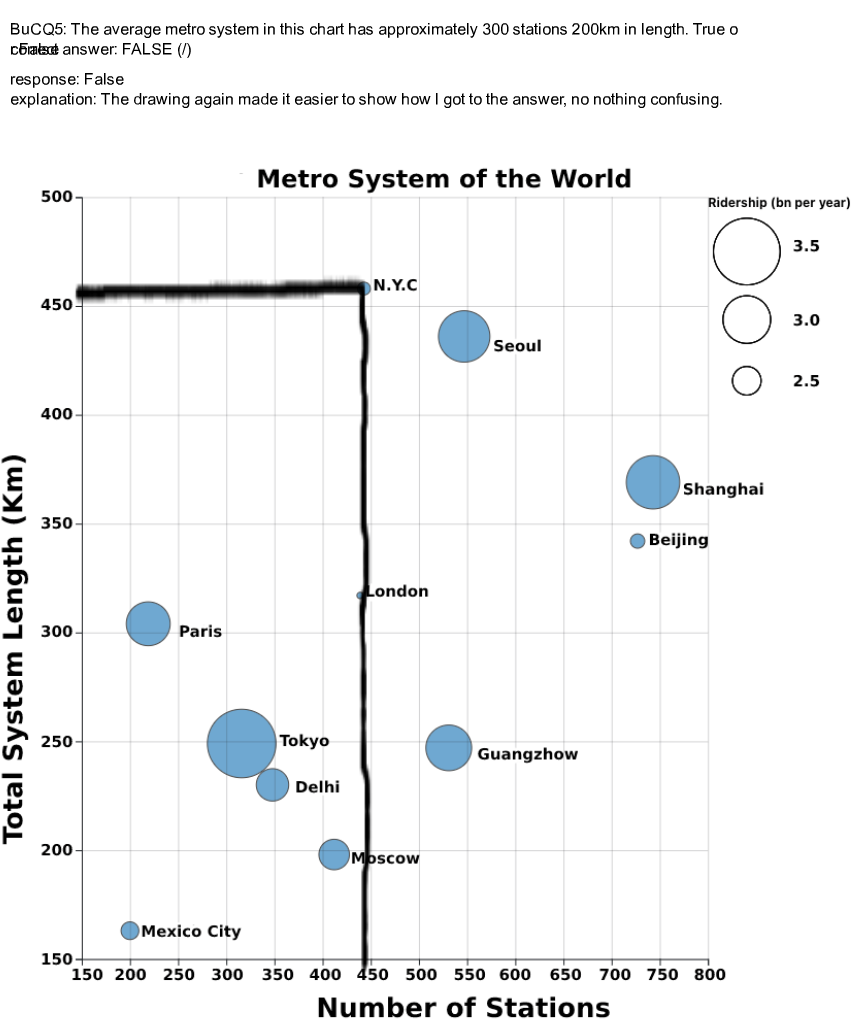 BuCQ5: The average metro system in this chart has approximately 300 stations 200km in length. True o
answer: FALSE (/)
response: False
explanation: The drawing again made it easier to show how I got to the answer, no nothing confusing.
Metro System of the World
Ridership (bn per year)
3.5
3.0
2.5
Total System Length (Km)
500
450
400
350
300
250
200
150
N.Y.C
Seoul
Shanghai
Beijing
London
Paris
Tokyo
Guangzhow
Delhi
Moscow
Mexico City
150 200 250 300 350 400 450 500 550 600 650 700 750 800
Number of Stations